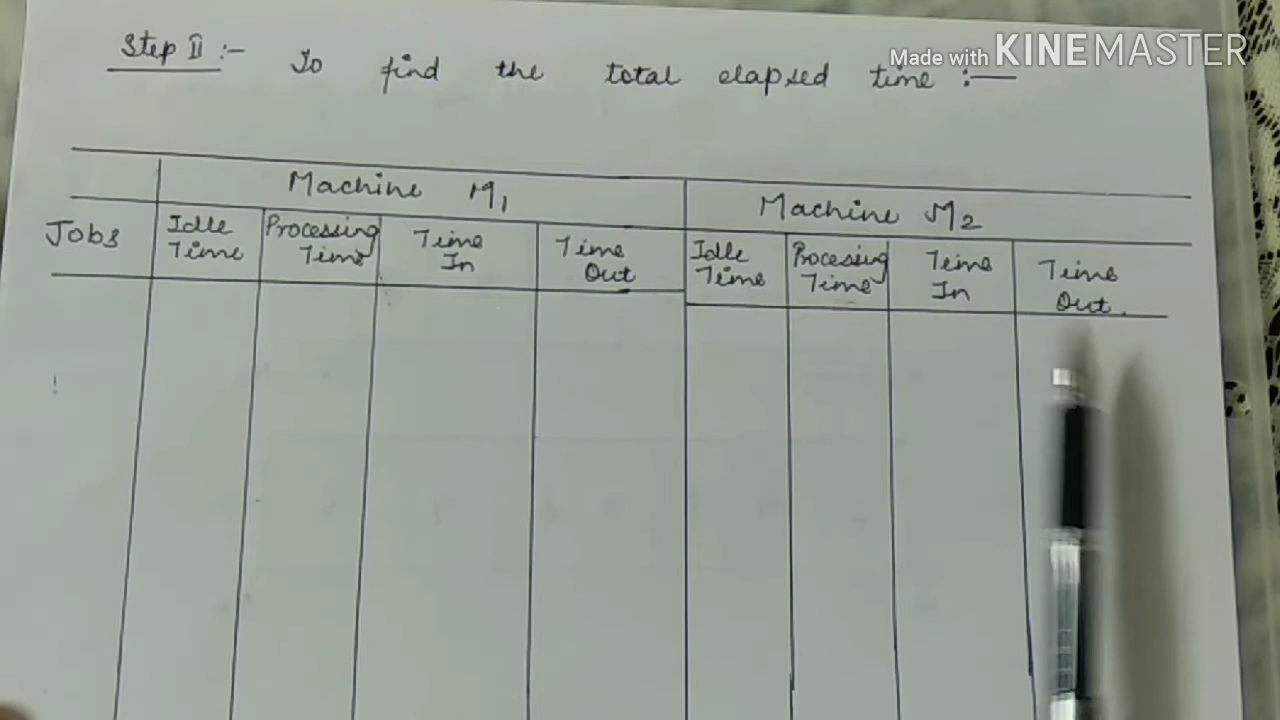 Step II :- To find the total elapsed time :-
Made with KINEMASTER
Machine M1 Machine M2
Jobs Idle Time Processing Time Time In Time Out Idle Time Processing Time Time In Time Out.